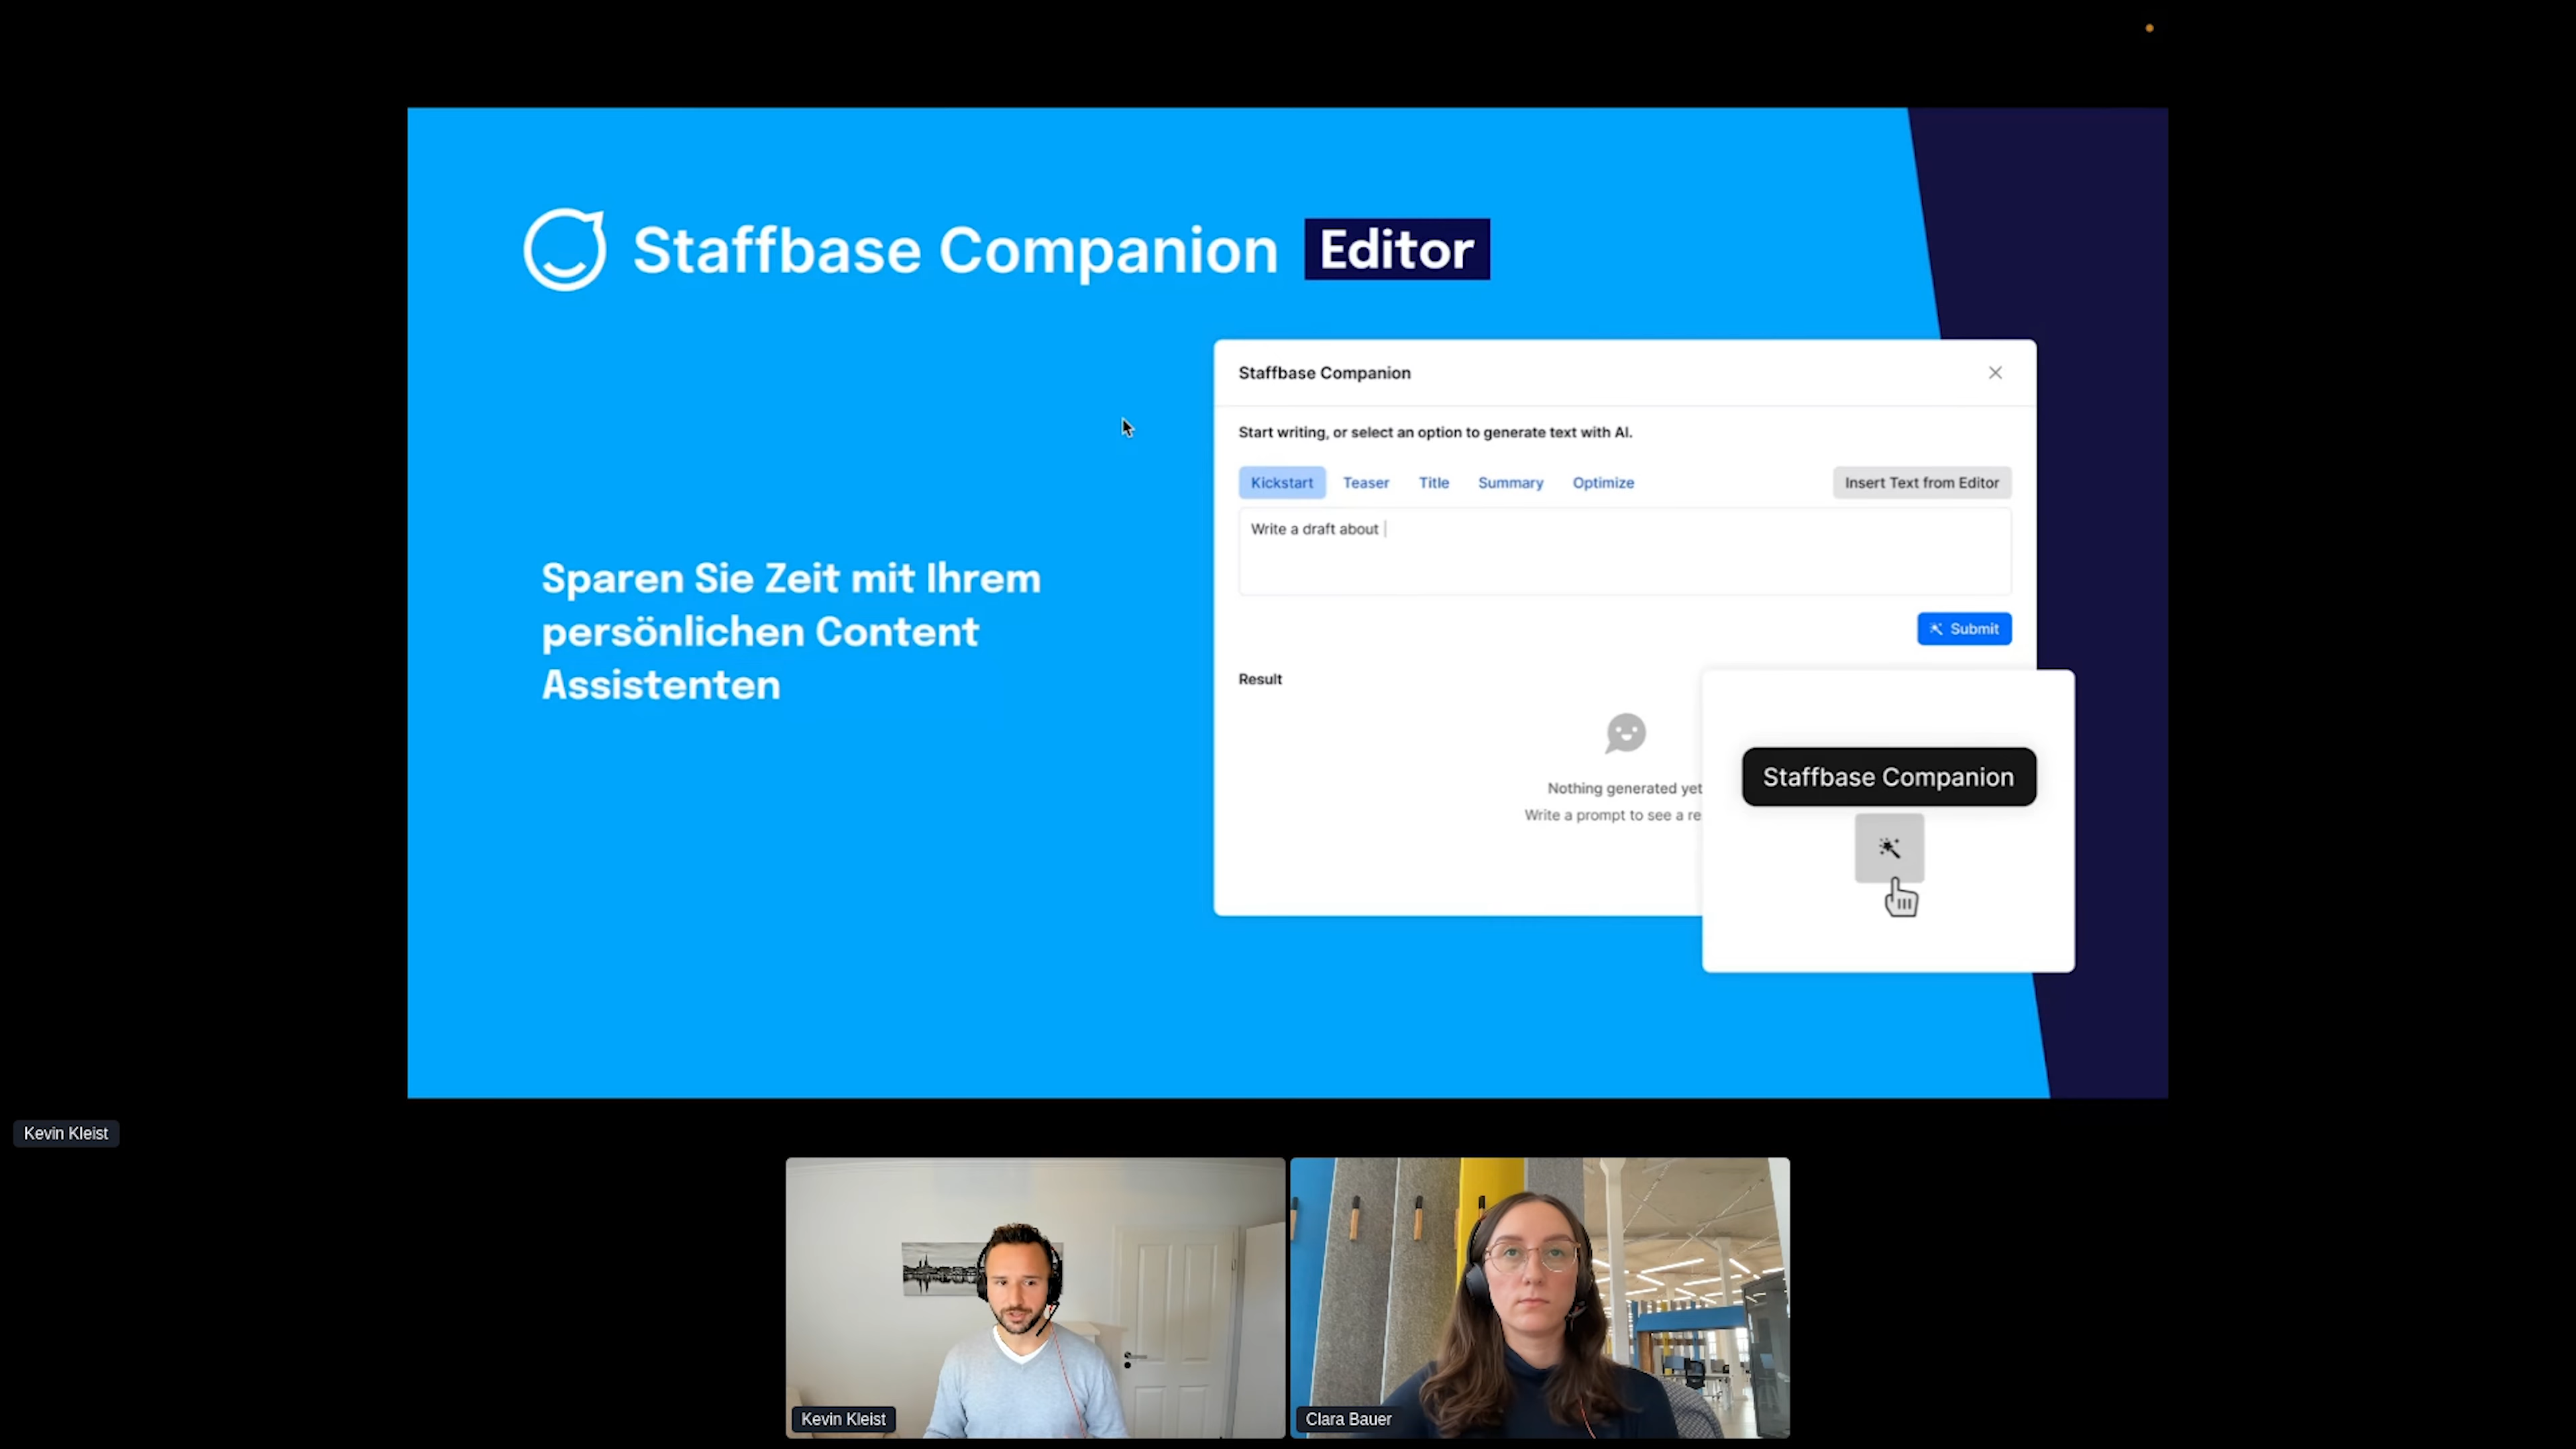 Staffbase Companion Editor
Sparen Sie Zeit mit Ihrem
persönlichen Content
Assistenten
Staffbase Companion
Start writing, or select an option to generate text with AI.
Kickstart Teaser Title Summary Optimize Insert Text from Editor
Write a draft about
Submit
Result
Nothing generated yet
Write a prompt to see a re
Staffbase Companion
Kevin Kleist
Kevin Kleist
Clara Bauer